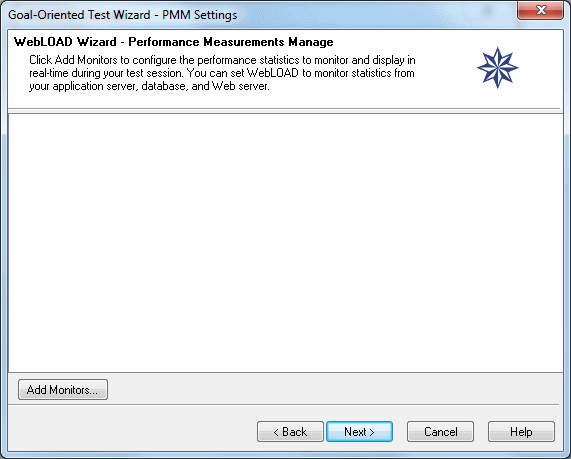 Goal-Oriented Test Wizard - PMM Settings
WebLOAD Wizard - Performance Measurements Manage
Click Add Monitors to configure the performance statistics to monitor and display in
real-time during your test session. You can set WebLOAD to monitor statistics from
your application server, database, and Web server.
Add Monitors...
< Back
Next >
Cancel
Help